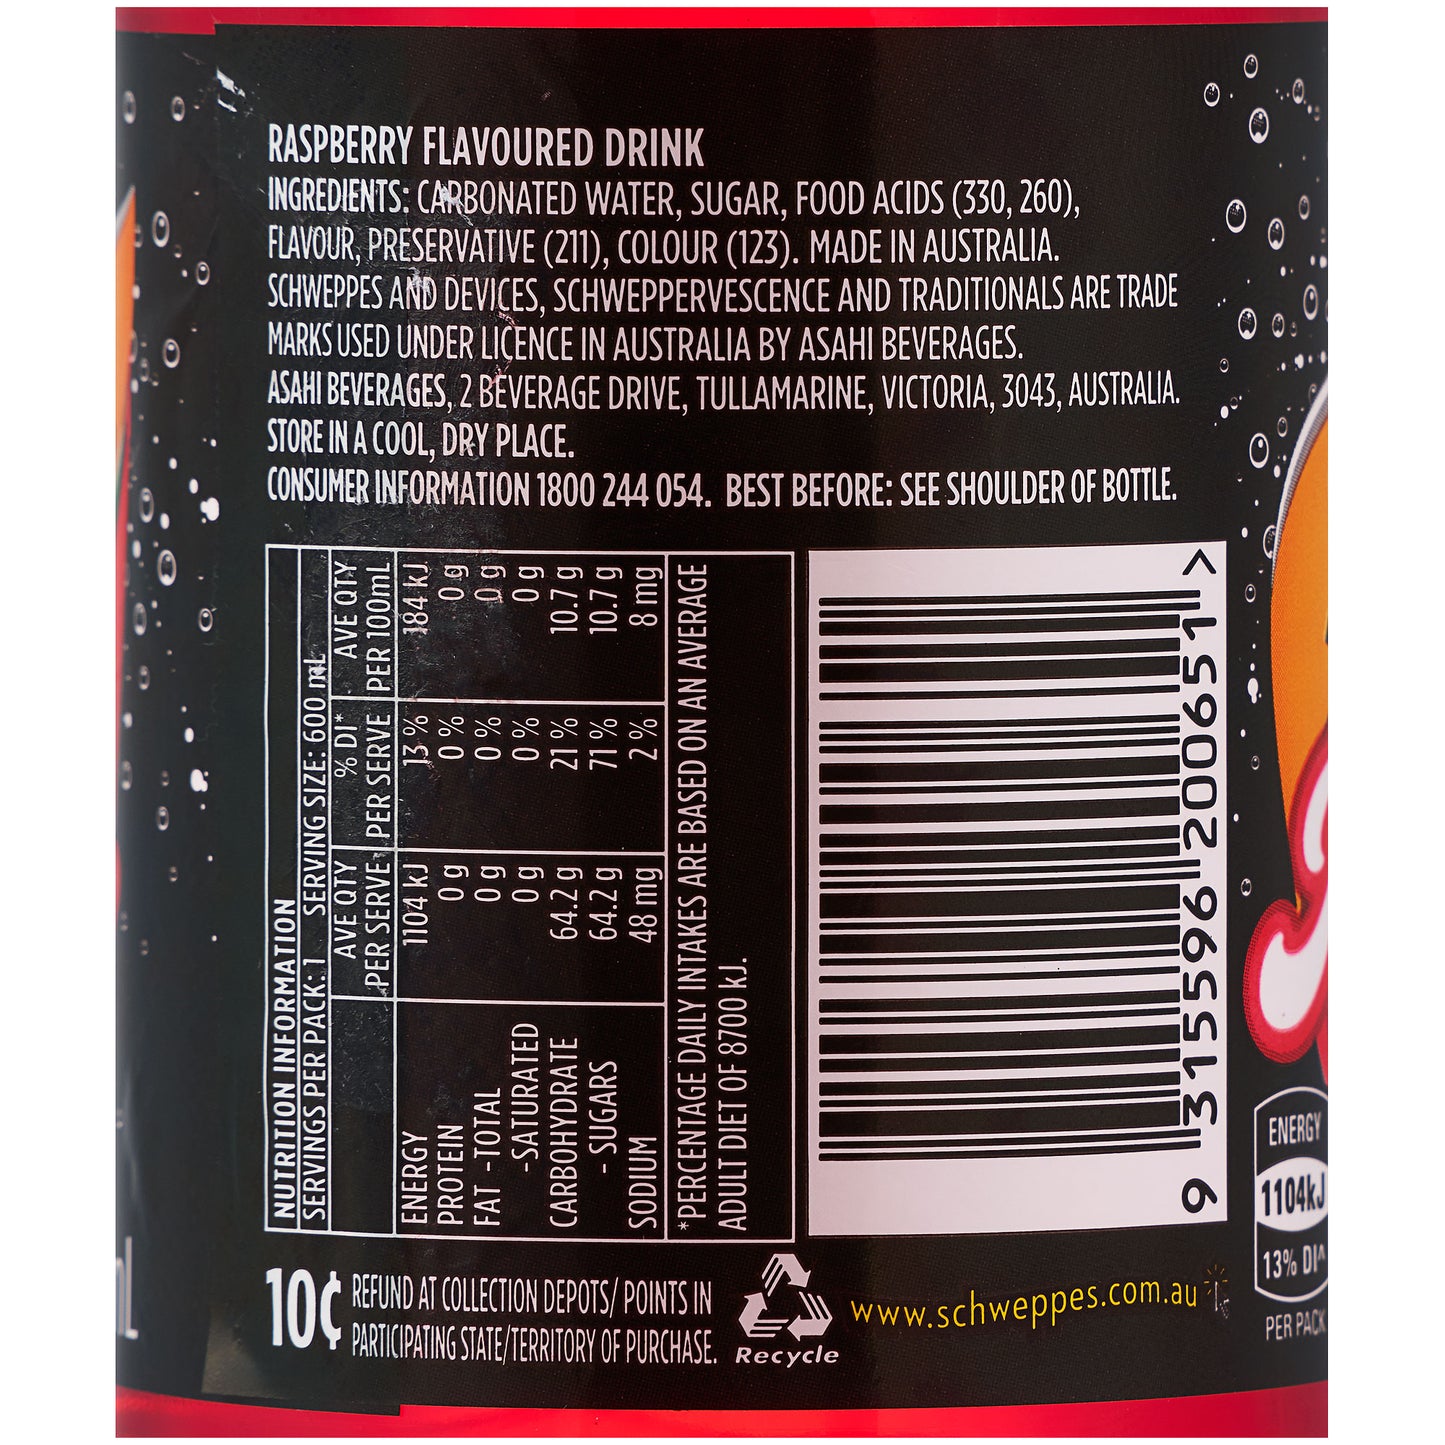 RASPBERRY FLAVOURED DRINK
INGREDIENTS: CARBONATED WATER, SUGAR, FOOD ACIDS (330, 260),
FLAVOUR, PRESERVATIVE (211), COLOUR (123). MADE IN AUSTRALIA.
SCHWEPPES AND DEVICES, SCHWEPPERVESCENCE AND TRADITIONALS ARE TRADE
MARKS USED UNDER LICENCE IN AUSTRALIA BY ASAHI BEVERAGES.
ASAHI BEVERAGES, 2 BEVERAGE DRIVE, TULLAMARINE, VICTORIA, 3043, AUSTRALIA.
STORE IN A COOL, DRY PLACE.
CONSUMER INFORMATION 1800 244 054. BEST BEFORE: SEE SHOULDER OF BOTTLE.
NUTRITION INFORMATION
SERVINGS PER PACK: 1 SERVING SIZE: 600 mL
AVE QTY % DI* AVE QTY
PER SERVE PER SERVE PER 100mL
ENERGY 1104 kJ 13 % 184 kJ
PROTEIN 0 g 0 % 0 g
FAT -TOTAL 0 g 0 % 0 g
-SATURATED 0 g 0 % 0 g
CARBOHYDRATE 64.2 g 21 % 10.7 g
- SUGARS 64.2 g 71 % 10.7 g
SODIUM 48 mg 2 % 8 mg
*PERCENTAGE DAILY INTAKES ARE BASED ON AN AVERAGE
ADULT DIET OF 8700 kJ.
9 315596 200651 >
10¢ REFUND AT COLLECTION DEPOTS/ POINTS IN
PARTICIPATING STATE/TERRITORY OF PURCHASE.
Recycle
www.schweppes.com.au
ENERGY
1104kJ
13% DI^
PER PACK